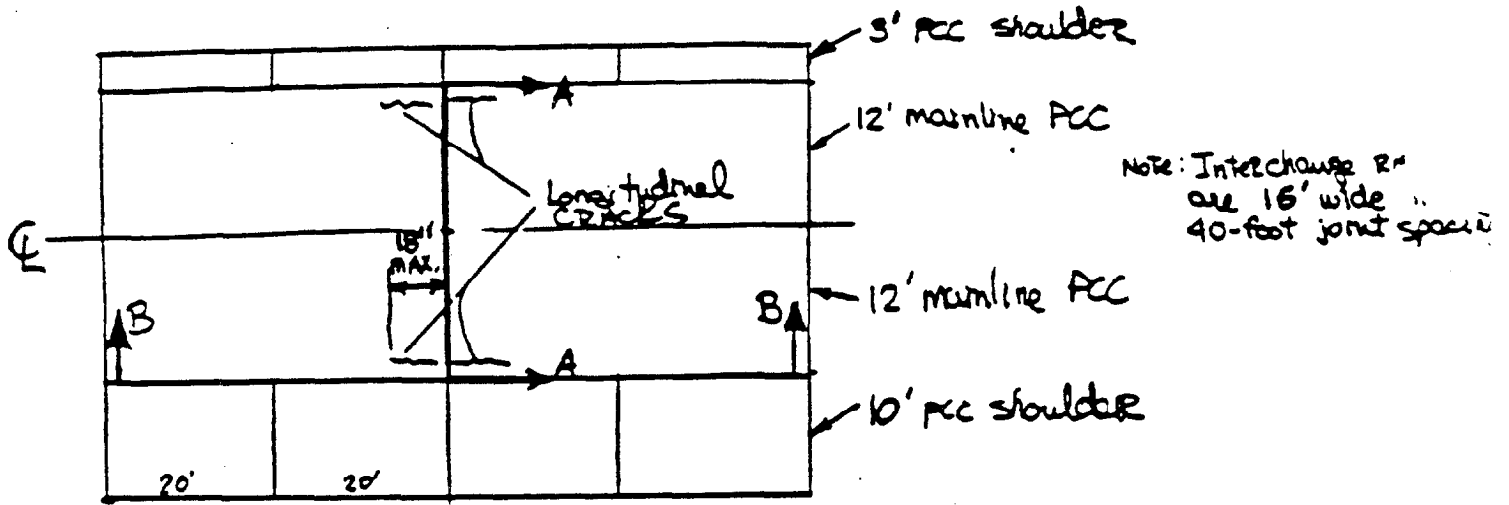 3' PCC shoulder
A
12' mainline PCC
Note: Interchange
are 16' wide
40-foot joint spacin
Longitudinal
CRACKS
℄
18"
MAX.
B
B
12' mainline PCC
A
10' PCC shoulder
20'
20'